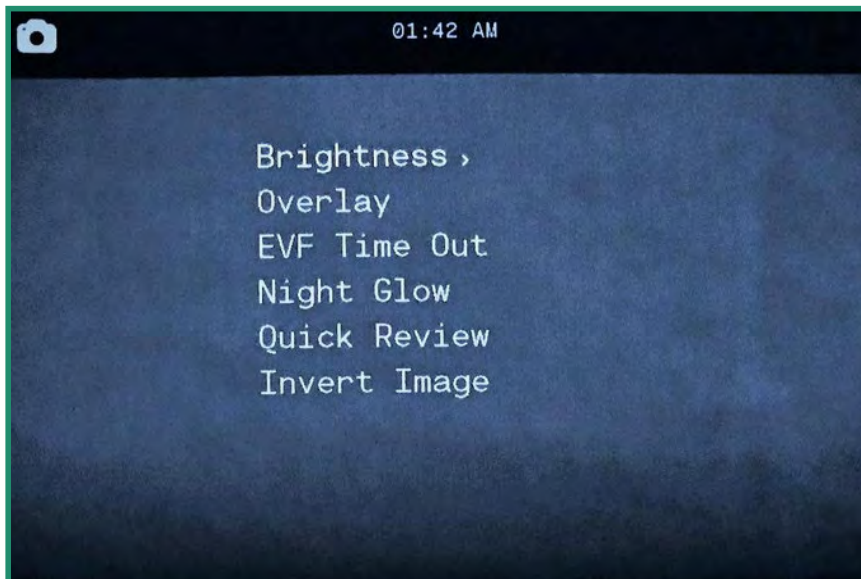 01:42 AM
Brightness ›
Overlay
EVF Time Out
Night Glow
Quick Review
Invert Image